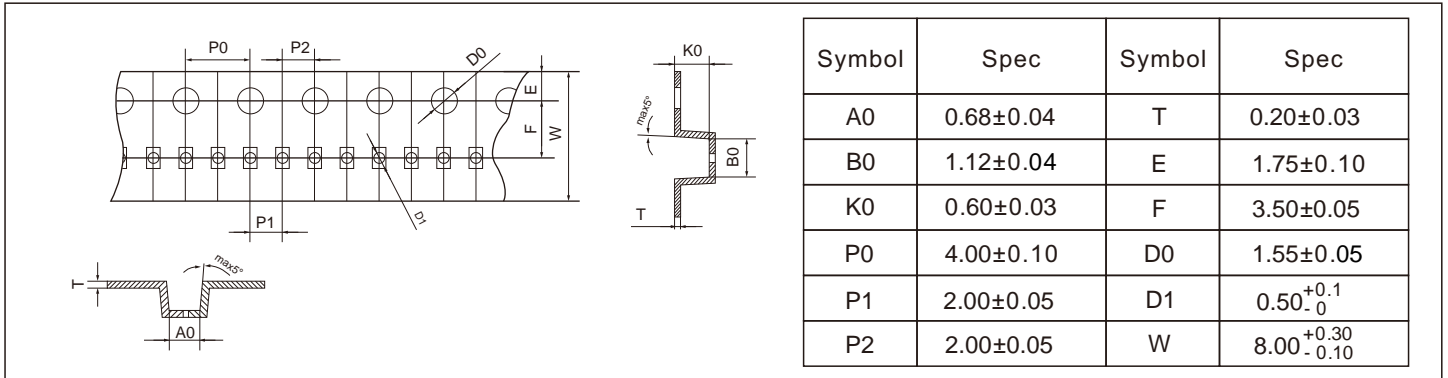 P0 P2 D0
E
F
W
P1
D1
K0
max5°
B0
T
max5°
T
A0
Symbol Spec Symbol Spec
A0 0.68±0.04 T 0.20±0.03
B0 1.12±0.04 E 1.75±0.10
K0 0.60±0.03 F 3.50±0.05
P0 4.00±0.10 D0 1.55±0.05
P1 2.00±0.05 D1 0.50 +0.1 - 0
P2 2.00±0.05 W 8.00 +0.30 - 0.10